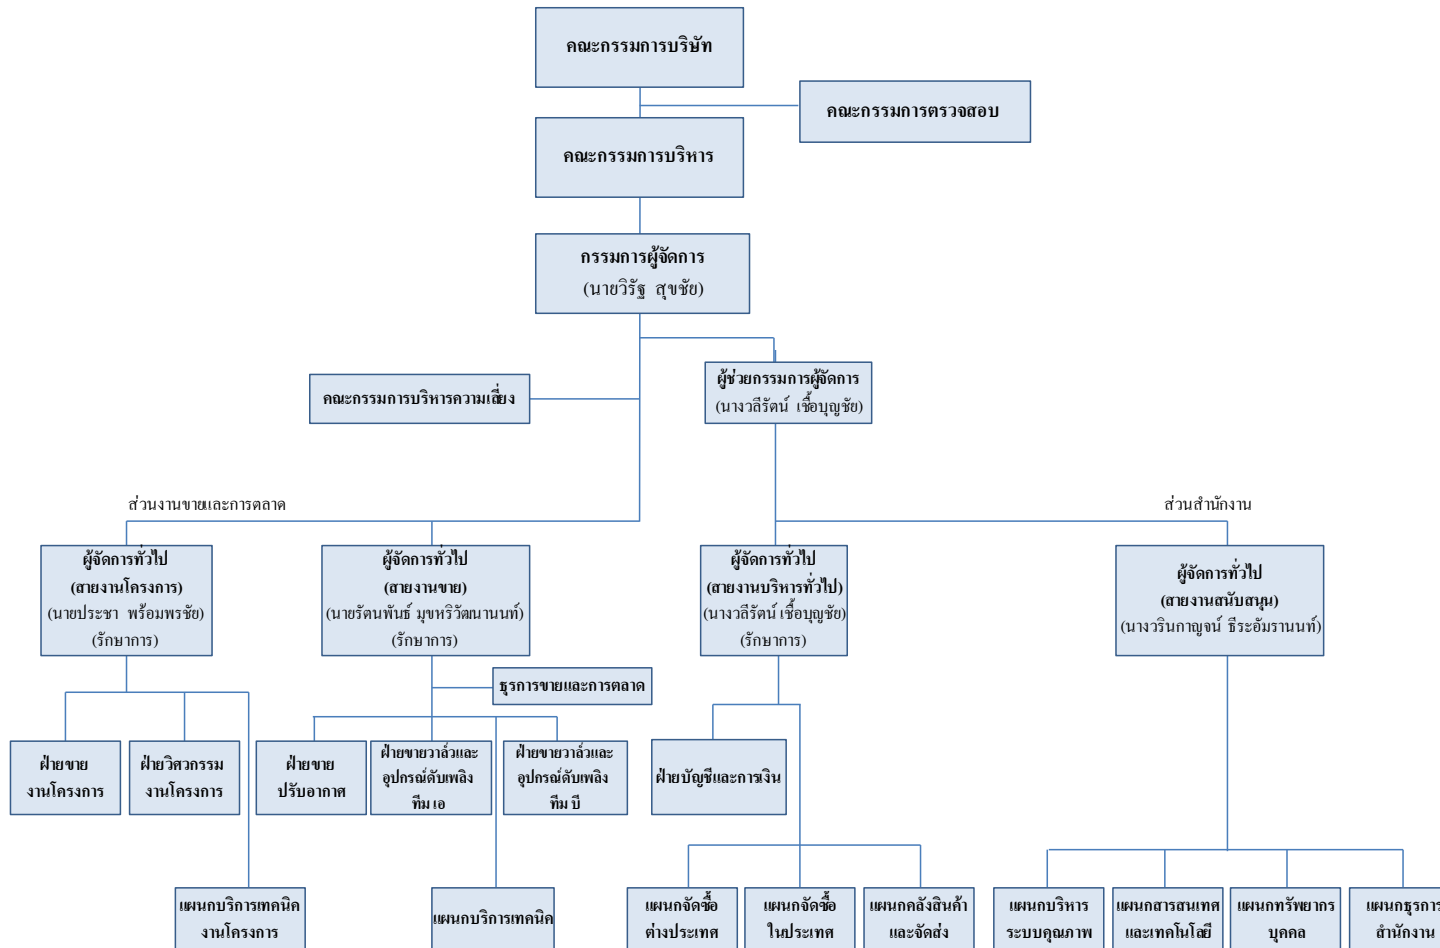 คณะกรรมการบริษัท
คณะกรรมการตรวจสอบ
คณะกรรมการบริหาร
กรรมการผู้จัดการ
(นายวิรัฐ สุขชัย)
ผู้ช่วยกรรมการผู้จัดการ
(นางวลีรัตน์ เชื้อบุญชัย)
คณะกรรมการบริหารความเสี่ยง
ส่วนงานขายและการตลาด
ส่วนสำนักงาน
ผู้จัดการทั่วไป
(สายงานโครงการ)
(นายประชา พร้อมพรชัย)
(รักษาการ)
ผู้จัดการทั่วไป
(สายงานขาย)
(นายรัตนพันธ์ มุขหริวัฒนานนท์)
(รักษาการ)
ผู้จัดการทั่วไป
(สายงานบริหารทั่วไป)
(นางวลีรัตน์ เชื้อบุญชัย)
(รักษาการ)
ผู้จัดการทั่วไป
(สายงานสนับสนุน)
(นางวรินกาญจน์ ธีระอัมรานนท์)
ธุรการขายและการตลาด
ฝ่ายขาย
งานโครงการ
ฝ่ายวิศวกรรม
งานโครงการ
ฝ่ายขาย
ปรับอากาศ
ฝ่ายขายวาล์วและ
อุปกรณ์ดับเพลิง
ทีม เอ
ฝ่ายขายวาล์วและ
อุปกรณ์ดับเพลิง
ทีม บี
ฝ่ายบัญชีและการเงิน
แผนกบริการเทคนิค
งานโครงการ
แผนกบริการเทคนิค
แผนกจัดซื้อ
ต่างประเทศ
แผนกจัดซื้อ
ในประเทศ
แผนกคลังสินค้า
และจัดส่ง
แผนกบริหาร
ระบบคุณภาพ
แผนกสารสนเทศ
และเทคโนโลยี
แผนกทรัพยากร
บุคคล
แผนกธุรการ
สำนักงาน